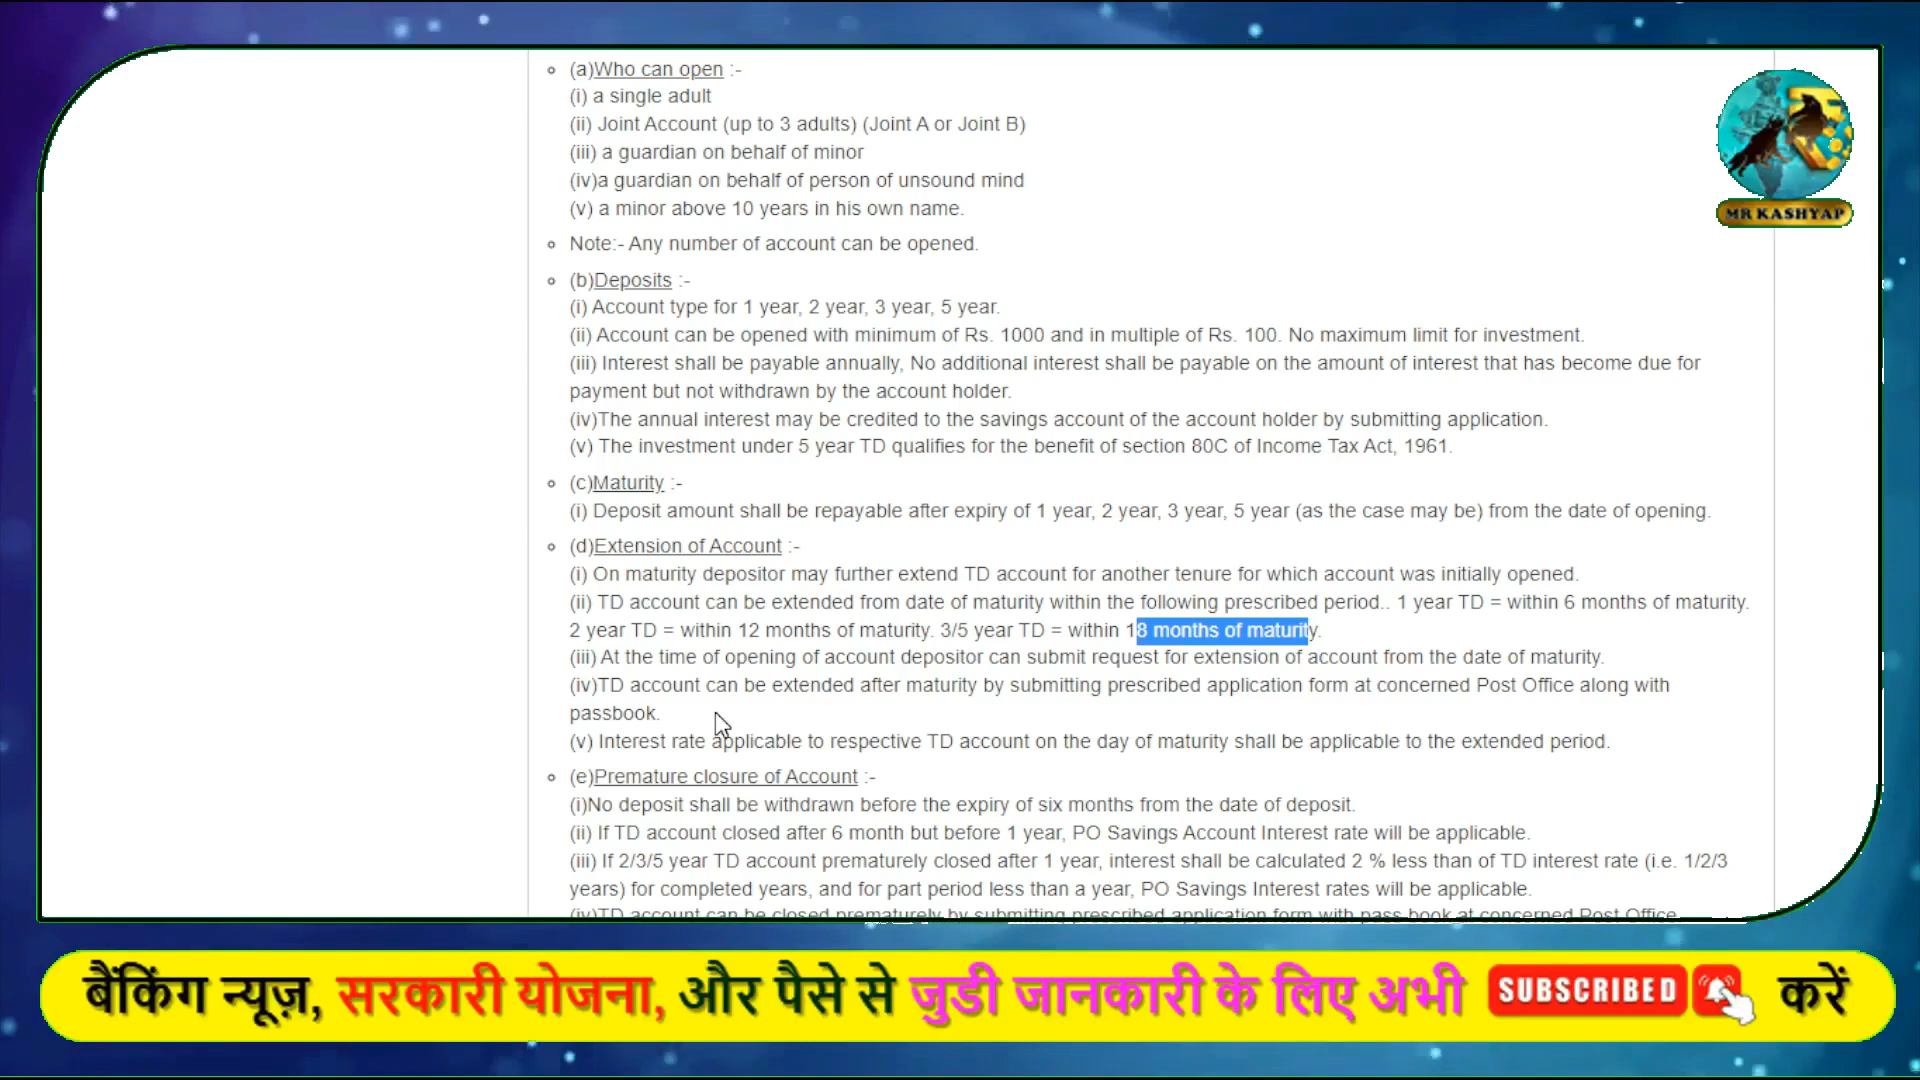 (a)Who can open :-
(i) a single adult
(ii) Joint Account (up to 3 adults) (Joint A or Joint B)
(iii) a guardian on behalf of minor
(iv)a guardian on behalf of person of unsound mind
(v) a minor above 10 years in his own name.
Note:- Any number of account can be opened.
(b)Deposits :-
(i) Account type for 1 year, 2 year, 3 year, 5 year.
(ii) Account can be opened with minimum of Rs. 1000 and in multiple of Rs. 100. No maximum limit for investment.
(iii) Interest shall be payable annually, No additional interest shall be payable on the amount of interest that has become due for
payment but not withdrawn by the account holder.
(iv)The annual interest may be credited to the savings account of the account holder by submitting application.
(v) The investment under 5 year TD qualifies for the benefit of section 80C of Income Tax Act, 1961.
(c)Maturity :-
(i) Deposit amount shall be repayable after expiry of 1 year, 2 year, 3 year, 5 year (as the case may be) from the date of opening.
(d)Extension of Account :-
(i) On maturity depositor may further extend TD account for another tenure for which account was initially opened.
(ii) TD account can be extended from date of maturity within the following prescribed period.. 1 year TD = within 6 months of maturity.
2 year TD = within 12 months of maturity. 3/5 year TD = within 18 months of maturity.
(iii) At the time of opening of account depositor can submit request for extension of account from the date of maturity.
(iv)TD account can be extended after maturity by submitting prescribed application form at concerned Post Office along with
passbook.
(v) Interest rate applicable to respective TD account on the day of maturity shall be applicable to the extended period.
(e)Premature closure of Account :-
(i)No deposit shall be withdrawn before the expiry of six months from the date of deposit.
(ii) If TD account closed after 6 month but before 1 year, PO Savings Account Interest rate will be applicable.
(iii) If 2/3/5 year TD account prematurely closed after 1 year, interest shall be calculated 2 % less than of TD interest rate (i.e. 1/2/3
years) for completed years, and for part period less than a year, PO Savings Interest rates will be applicable.
(iv)TD account can be closed prematurely by submitting prescribed application form with pass book at concerned Post Office
MR KASHYAP
बैंकिंग न्यूज़, सरकारी योजना, और पैसे से जुडी जानकारी के लिए अभी SUBSCRIBED करें